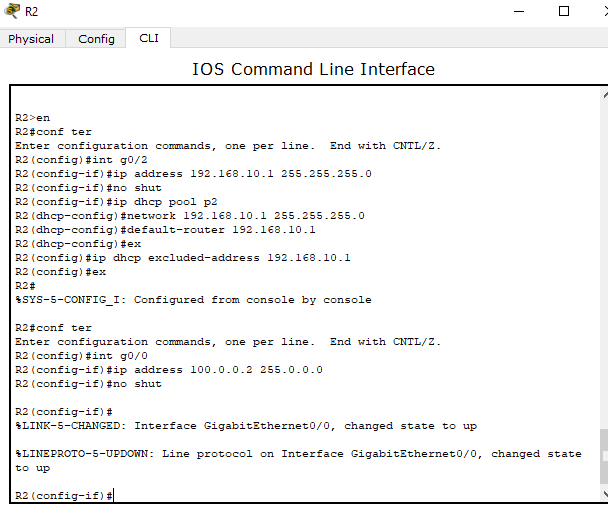 R2
Physical Config CLI
IOS Command Line Interface
R2>en
R2#conf ter
Enter configuration commands, one per line.  End with CNTL/Z.
R2(config)#int g0/2
R2(config-if)#ip address 192.168.10.1 255.255.255.0
R2(config-if)#no shut
R2(config-if)#ip dhcp pool p2
R2(dhcp-config)#network 192.168.10.1 255.255.255.0
R2(dhcp-config)#default-router 192.168.10.1
R2(dhcp-config)#ex
R2(config)#ip dhcp excluded-address 192.168.10.1
R2(config)#ex
R2#
%SYS-5-CONFIG_I: Configured from console by console
R2#conf ter
Enter configuration commands, one per line.  End with CNTL/Z.
R2(config)#int g0/0
R2(config-if)#ip address 100.0.0.2 255.0.0.0
R2(config-if)#no shut
R2(config-if)#
%LINK-5-CHANGED: Interface GigabitEthernet0/0, changed state to up
%LINEPROTO-5-UPDOWN: Line protocol on Interface GigabitEthernet0/0, changed state
to up
R2(config-if)#